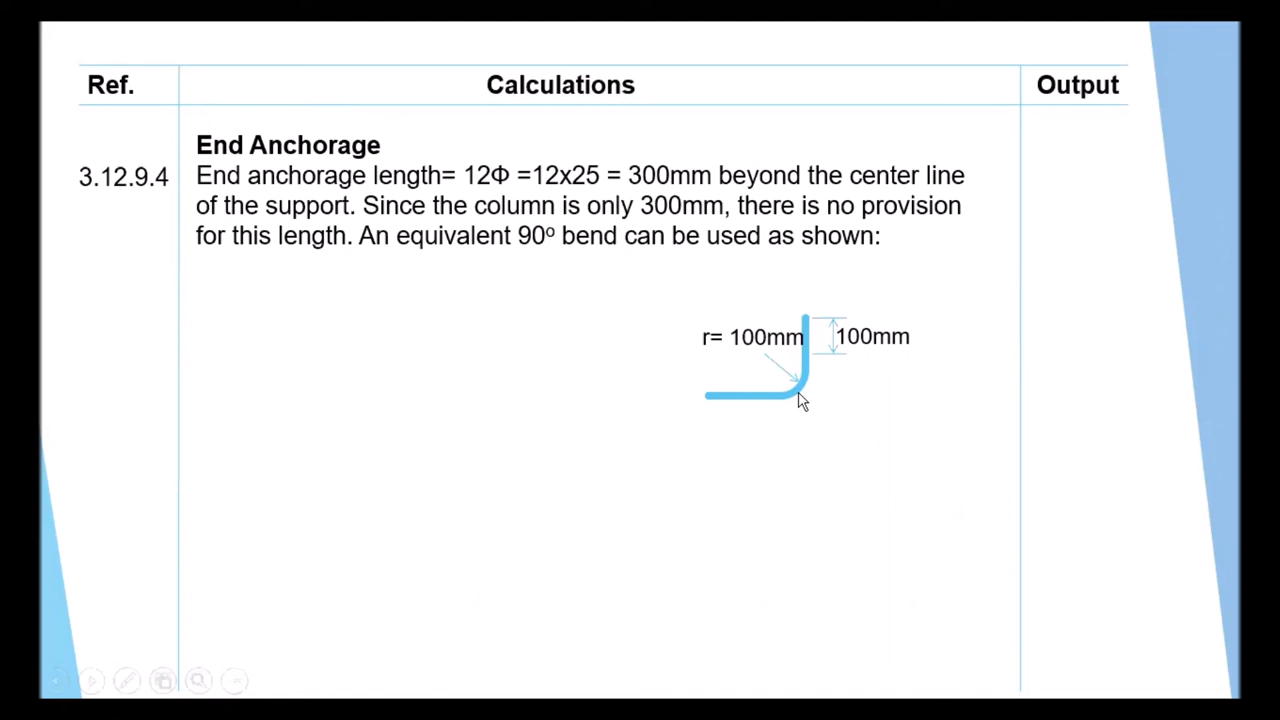 Ref.
Calculations
Output
End Anchorage
3.12.9.4
End anchorage length= 12Φ =12x25 = 300mm beyond the center line
of the support. Since the column is only 300mm, there is no provision
for this length. An equivalent 90º bend can be used as shown:
r= 100mm
100mm